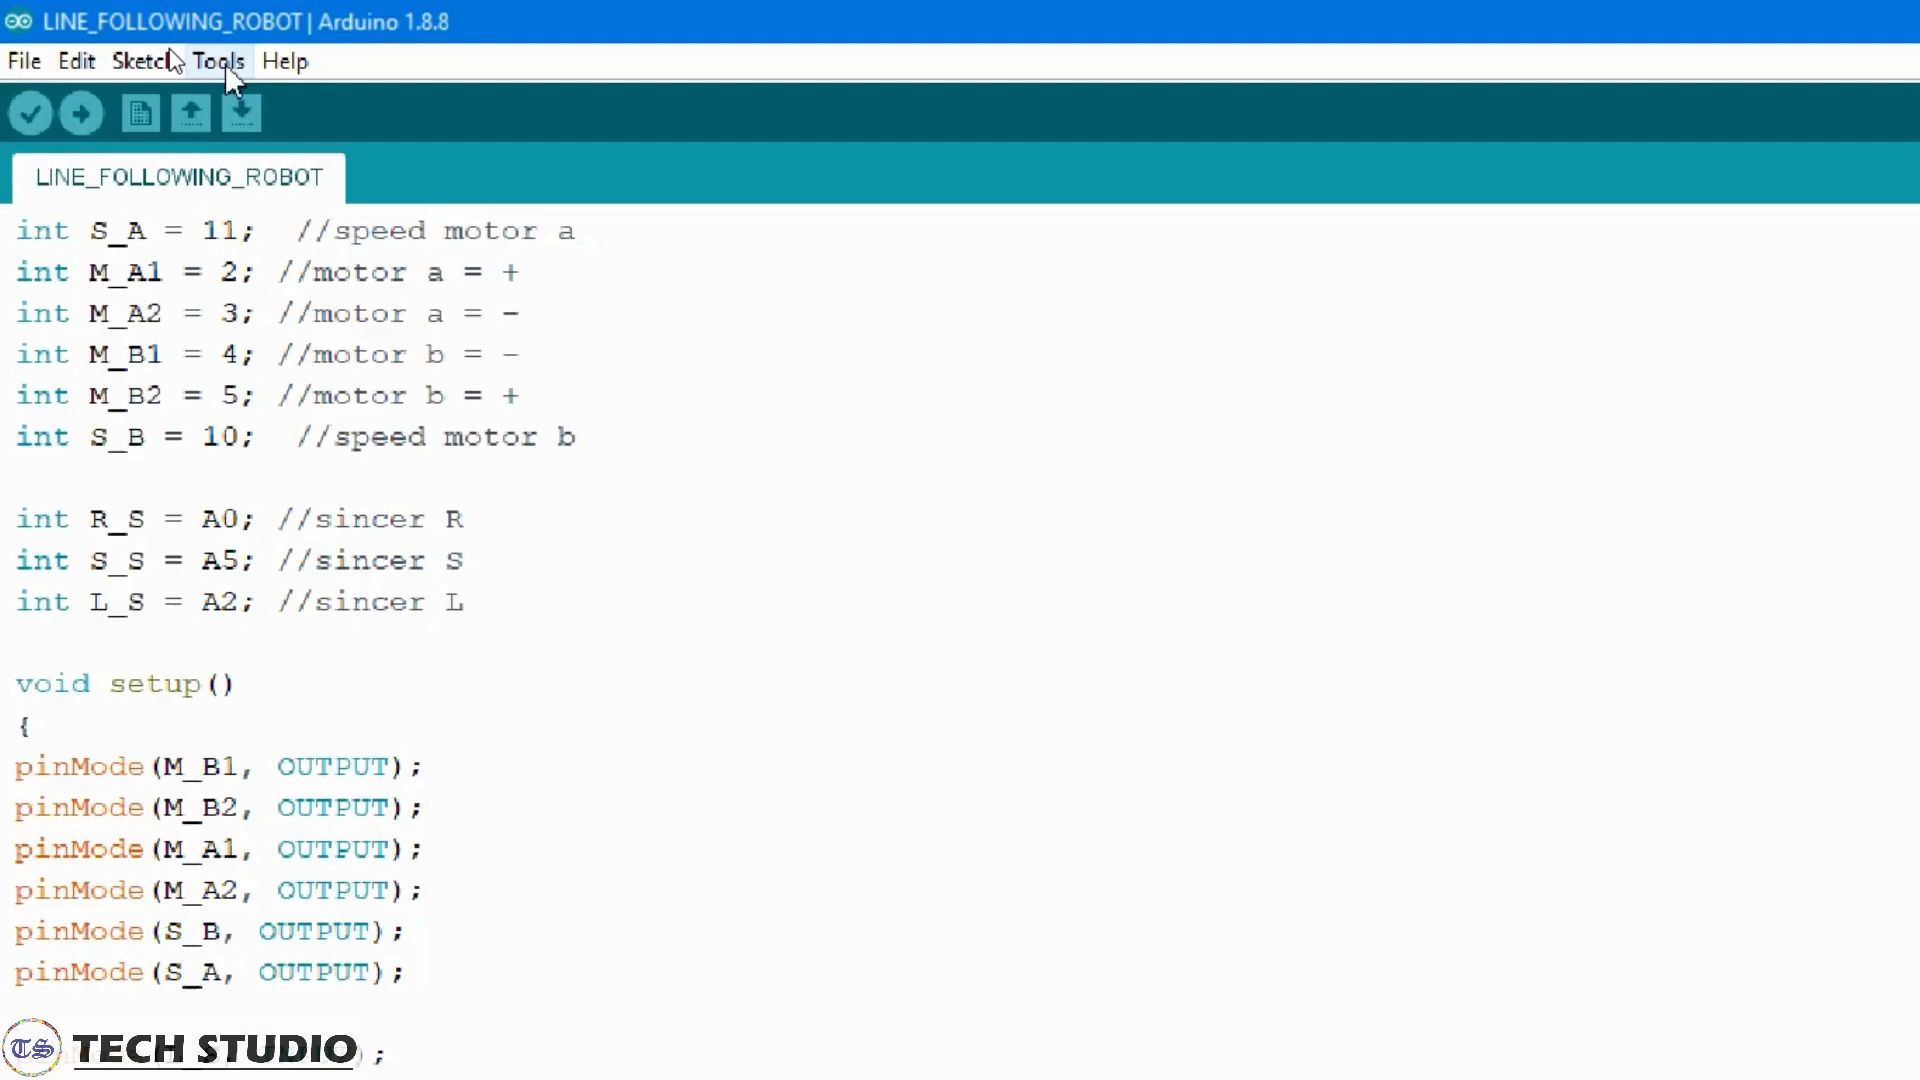 LINE_FOLLOWING_ROBOT | Arduino 1.8.8
File Edit Sketch Tools Help
LINE_FOLLOWING_ROBOT
int S_A = 11;  //speed motor a
int M_A1 = 2; //motor a = +
int M_A2 = 3; //motor a = -
int M_B1 = 4; //motor b = -
int M_B2 = 5; //motor b = +
int S_B = 10;  //speed motor b
int R_S = A0; //sincer R
int S_S = A5; //sincer S
int L_S = A2; //sincer L
void setup()
{
pinMode(M_B1, OUTPUT);
pinMode(M_B2, OUTPUT);
pinMode(M_A1, OUTPUT);
pinMode(M_A2, OUTPUT);
pinMode(S_B, OUTPUT);
pinMode(S_A, OUTPUT);
TS TECH STUDIO ;